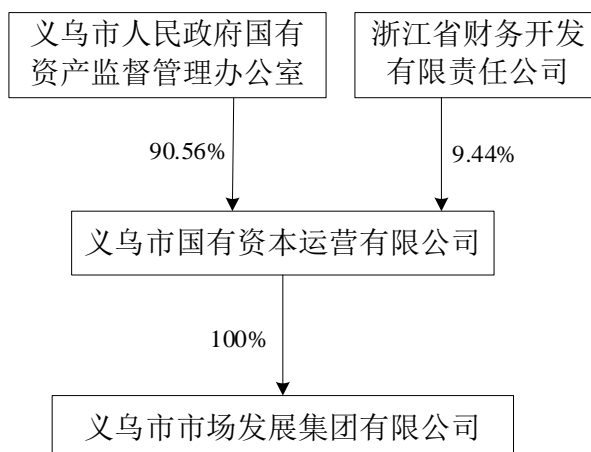 义乌市人民政府国有
资产监督管理办公室
浙江省财务开发
有限责任公司
90.56%
9.44%
义乌市国有资本运营有限公司
100%
义乌市市场发展集团有限公司